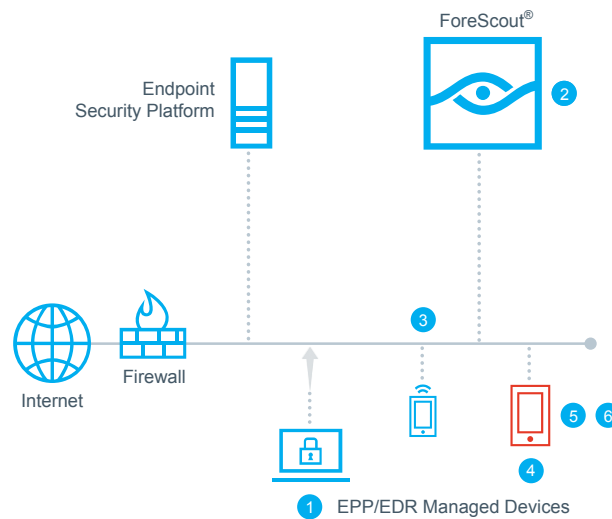 ForeScout®
Endpoint
Security Platform
2
3
Firewall
Internet
5
6
4
1
EPP/EDR Managed Devices